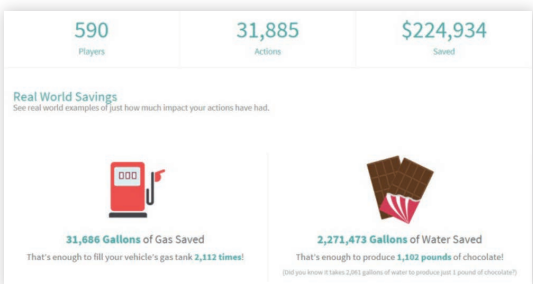 590
Players
31,885
Actions
$224,934
Saved
Real World Savings
See real world examples of just how much impact your actions have had.
31,686 Gallons of Gas Saved
That's enough to fill your vehicle's gas tank 2,112 times!
2,271,473 Gallons of Water Saved
That's enough to produce 1,102 pounds of chocolate!
(Did you know it takes 2,061 gallons of water to produce just 1 pound of chocolate?)